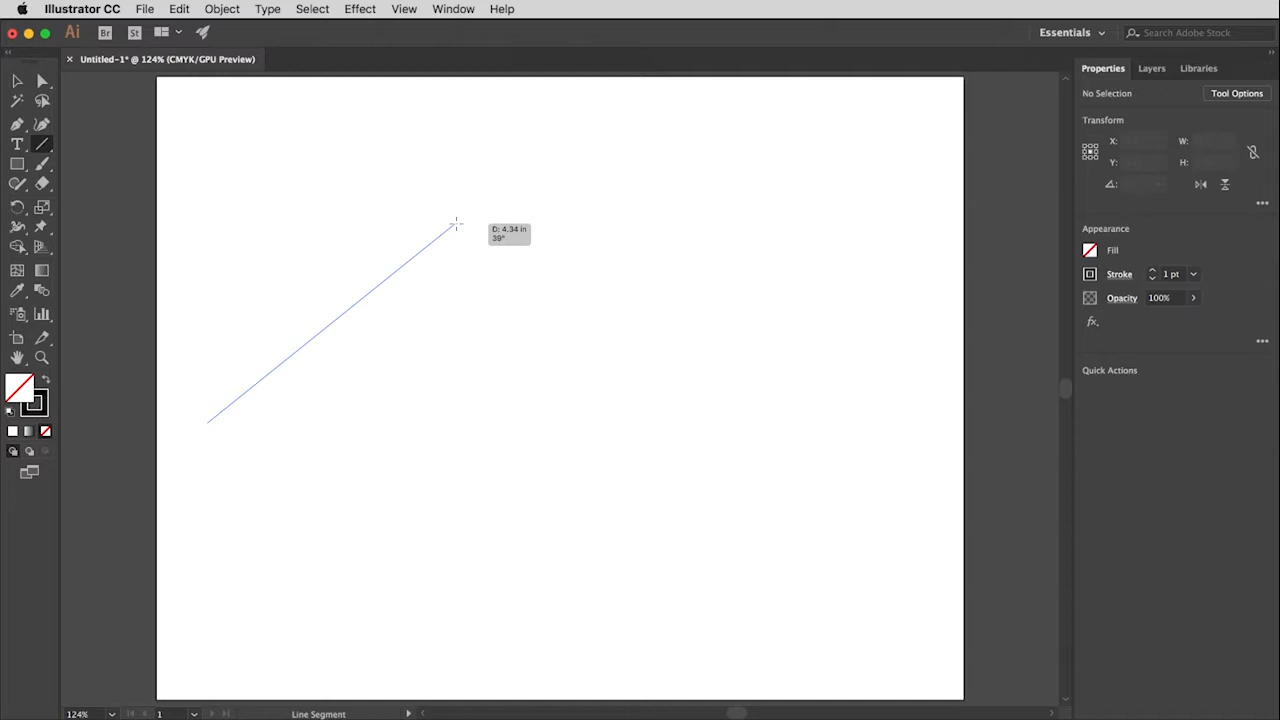 Illustrator CC File Edit Object Type Select Effect View Window Help
Ai Br St Essentials Search Adobe Stock
× Untitled-1* @ 124% (CMYK/GPU Preview)
Properties Layers Libraries
No Selection Tool Options
Transform
X: W:
Y: H:
D: 4.34 in
39°
Appearance
Fill
Stroke 1 pt
Opacity 100%
fx.
Quick Actions
T
124% 1 Line Segment